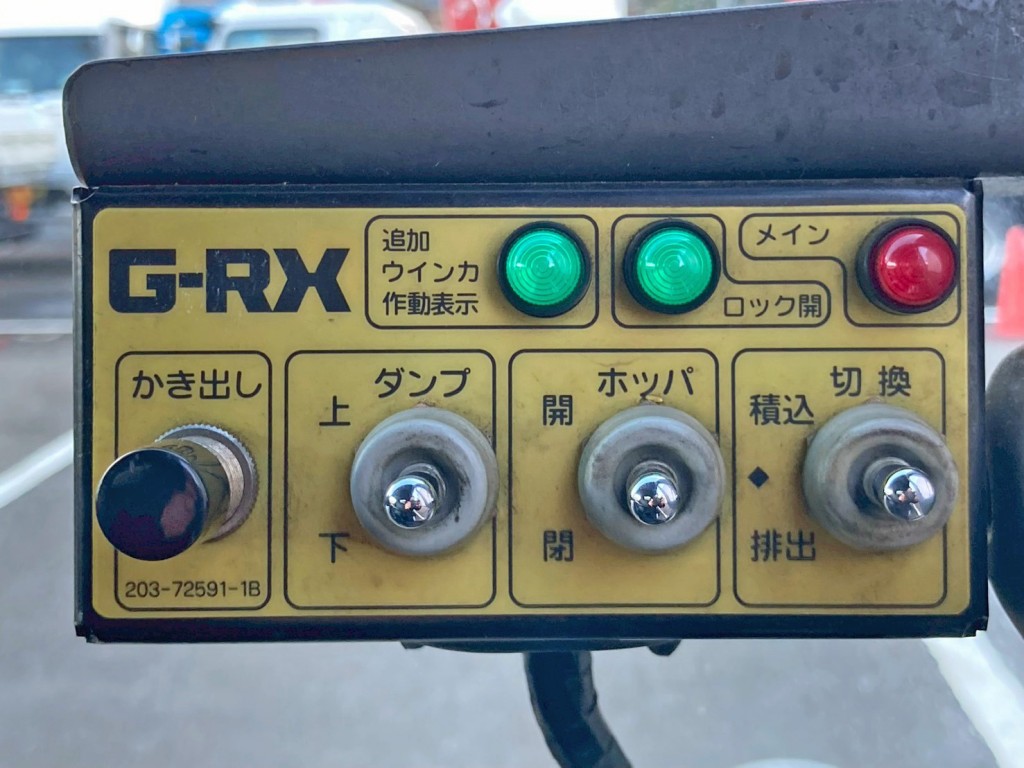 G-RX
追加
ウインカ
作動表示
ロック開
メイン
かき出し
203-72591-1B
ダンプ
上
下
ホッパ
開
閉
切換
積込
◆
排出